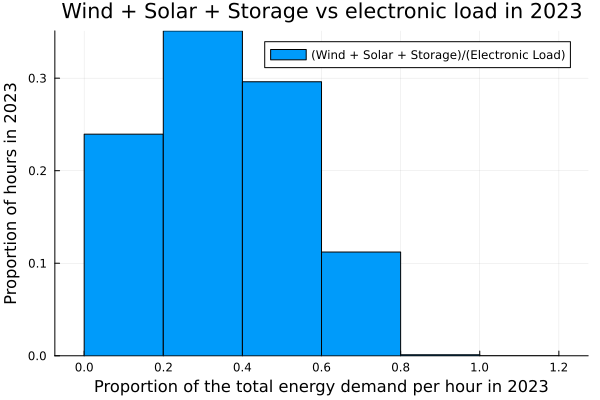 Wind + Solar + Storage vs electronic load in 2023
(Wind + Solar + Storage)/(Electronic Load)
Proportion of hours in 2023
0.3
0.2
0.1
0.0
0.0 0.2 0.4 0.6 0.8 1.0 1.2
Proportion of the total energy demand per hour in 2023